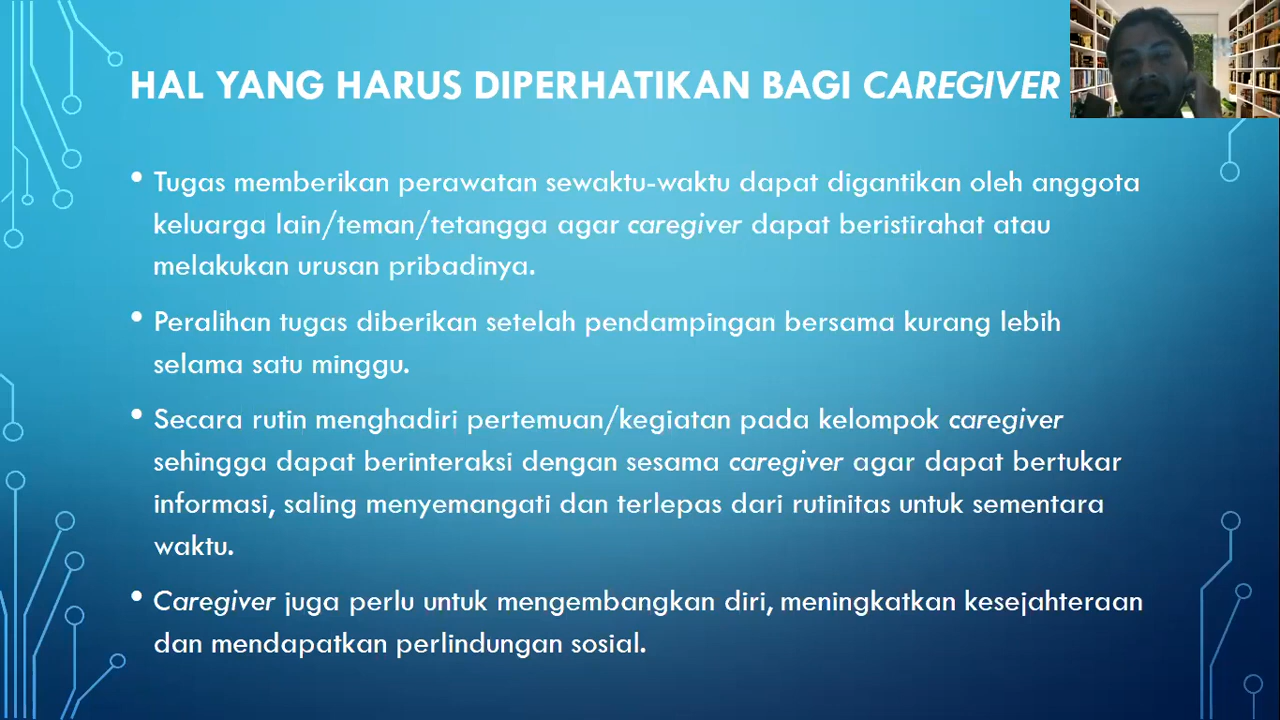 HAL YANG HARUS DIPERHATIKAN BAGI CAREGIVER
• Tugas memberikan perawatan sewaktu-waktu dapat digantikan oleh anggota
keluarga lain/teman/tetangga agar caregiver dapat beristirahat atau
melakukan urusan pribadinya.
• Peralihan tugas diberikan setelah pendampingan bersama kurang lebih
selama satu minggu.
• Secara rutin menghadiri pertemuan/kegiatan pada kelompok caregiver
sehingga dapat berinteraksi dengan sesama caregiver agar dapat bertukar
informasi, saling menyemangati dan terlepas dari rutinitas untuk sementara
waktu.
• Caregiver juga perlu untuk mengembangkan diri, meningkatkan kesejahteraan
dan mendapatkan perlindungan sosial.